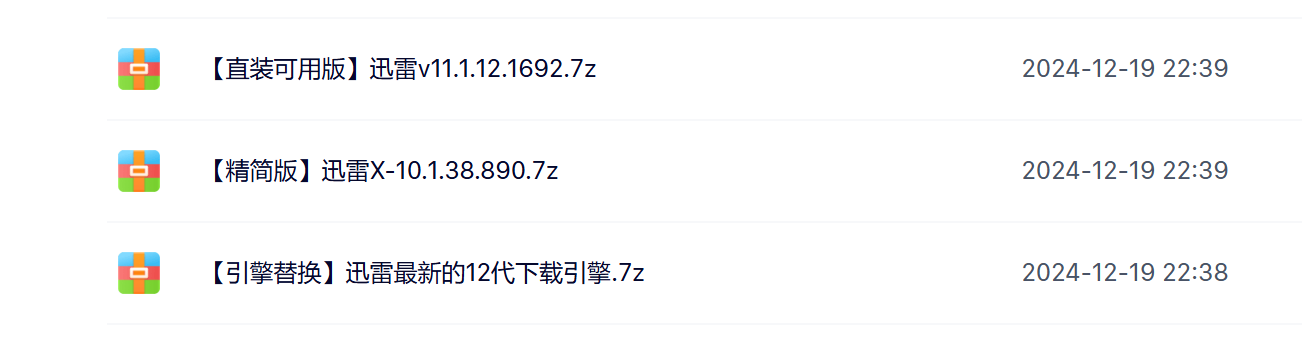 【直装可用版】迅雷v11.1.12.1692.7z 2024-12-19 22:39
【精简版】迅雷X-10.1.38.890.7z 2024-12-19 22:39
【引擎替换】迅雷最新的12代下载引擎.7z 2024-12-19 22:38